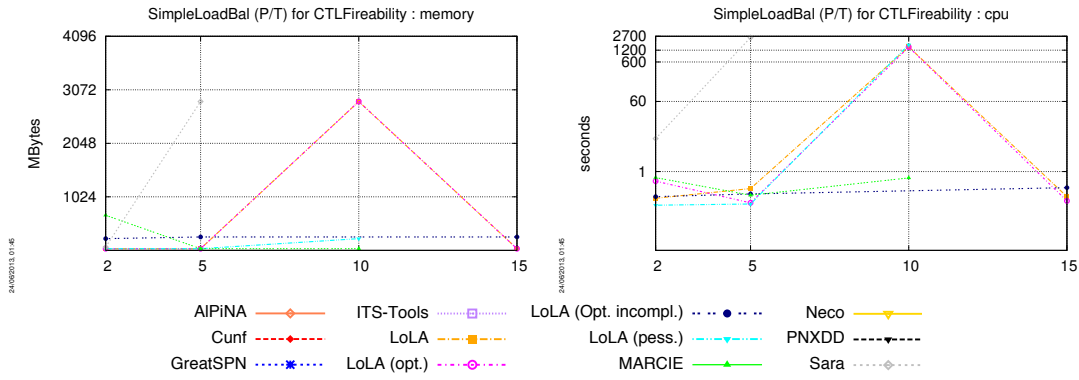 SimpleLoadBal (P/T) for CTLFireability : memory
4096
3072
2048
1024
MBytes
2
5
10
15
24/06/2013, 01:45
SimpleLoadBal (P/T) for CTLFireability : cpu
2700
1200
600
60
1
seconds
2
5
10
15
24/06/2013, 01:45
AlPiNA
Cunf
GreatSPN
ITS-Tools
LoLA
LoLA (opt.)
LoLA (Opt. incompl.)
LoLA (pess.)
MARCIE
Neco
PNXDD
Sara